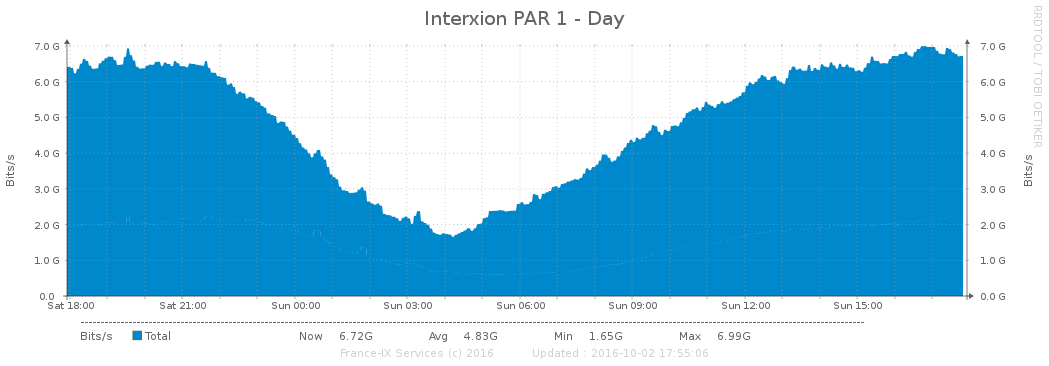 Interxion PAR 1 - Day
RRDTOOL / TOBI OETIKER
Bits/s
7.0 G 7.0 G
6.0 G 6.0 G
5.0 G 5.0 G
4.0 G 4.0 G
3.0 G 3.0 G
2.0 G 2.0 G
1.0 G 1.0 G
0.0 0.0 G
Bits/s
Sat 18:00 Sat 21:00 Sun 00:00 Sun 03:00 Sun 06:00 Sun 09:00 Sun 12:00 Sun 15:00
Bits/s Total Now 6.72G Avg 4.83G Min 1.65G Max 6.99G
France-IX Services (c) 2016 Updated : 2016-10-02 17:55:06